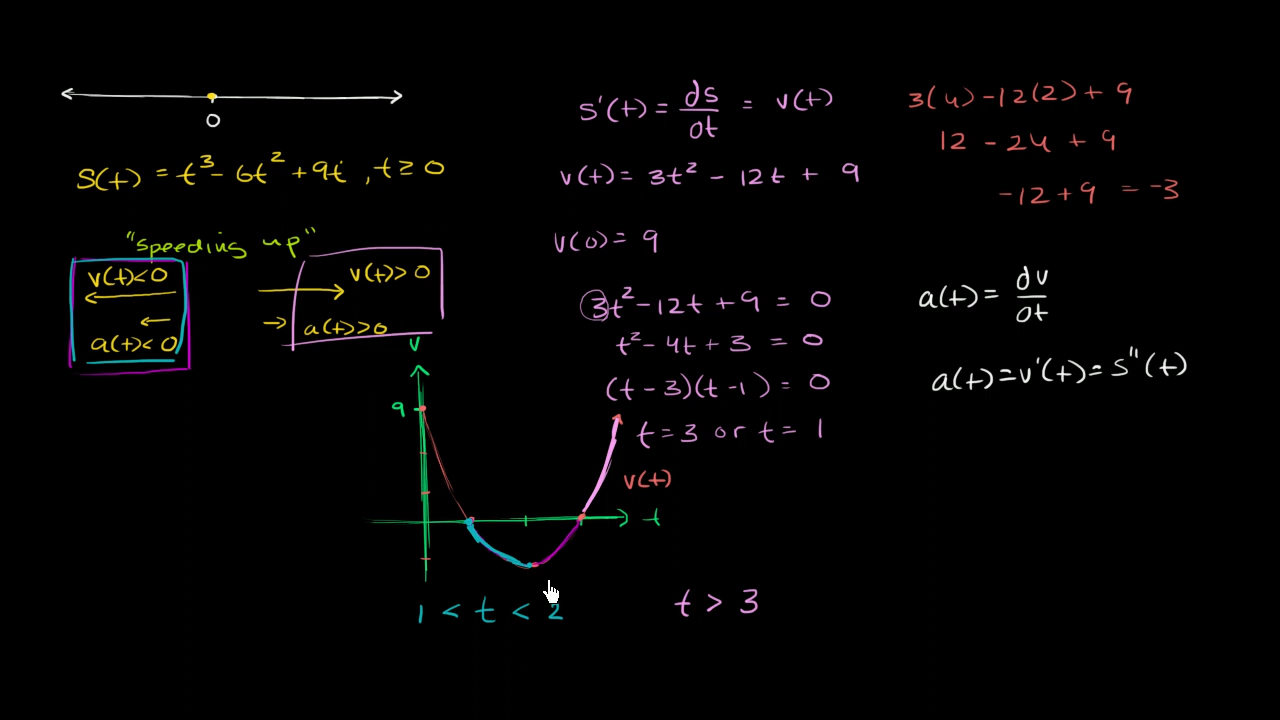 0
S(t) = t³ - 6t² + 9t , t ≥ 0
"speeding up"
v(t)<0
a(t)<0
v(t)>0
a(t)>0
v
9
v(t)
t
1 < t < 2
t > 3
s'(t) = ds/dt = v(t)
v(t) = 3t² - 12t + 9
v(0) = 9
3t² - 12t + 9 = 0
t² - 4t + 3 = 0
(t - 3)(t - 1) = 0
t = 3 or t = 1
3(4) - 12(2) + 9
12 - 24 + 9
-12 + 9 = -3
a(t) = dv/dt
a(t) = v'(t) = s''(t)